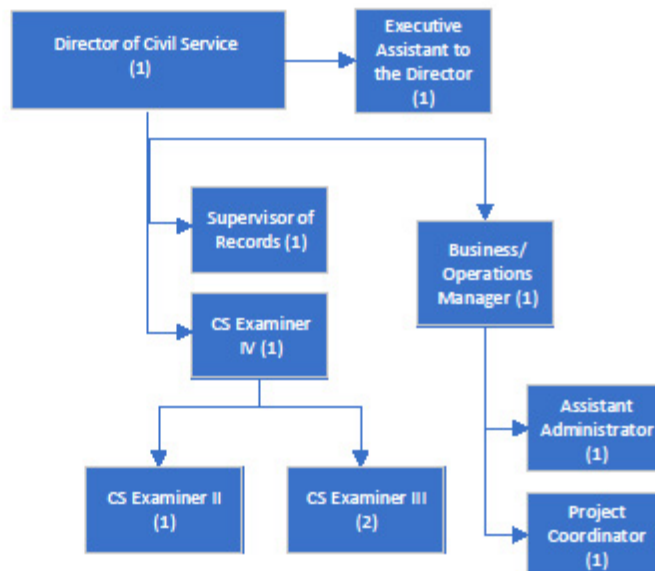 Director of Civil Service
(1)
Executive
Assistant to
the Director
(1)
Supervisor of
Records (1)
Business/
Operations
Manager (1)
CS Examiner
IV (1)
Assistant
Administrator
(1)
CS Examiner II
(1)
CS Examiner III
(2)
Project
Coordinator
(1)